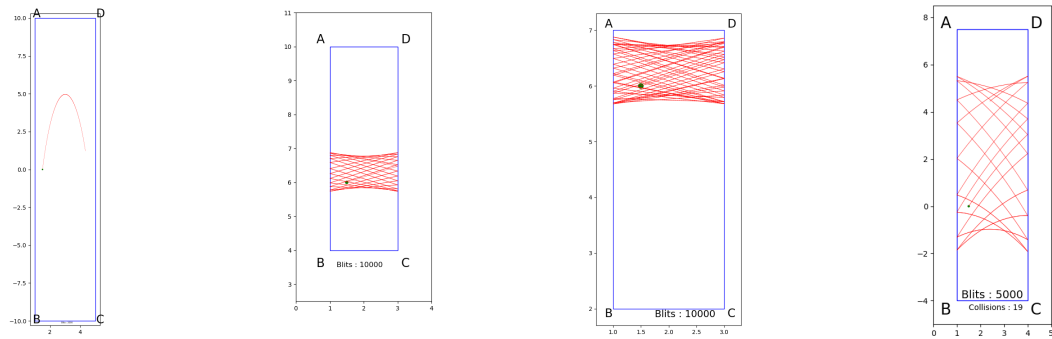 A D
10.0
7.5
5.0
2.5
0.0
−2.5
−5.0
−7.5
−10.0
B C
2 4
11
10
9
8
7
6
5
4
3
A D
B C
Blits : 10000
0 1 2 3 4
7
6
5
4
3
2
A D
B C
Blits : 10000
1.0 1.5 2.0 2.5 3.0
8
6
4
2
0
−2
−4
A D
Blits : 5000
B Collisions : 19 C
0 1 2 3 4 5